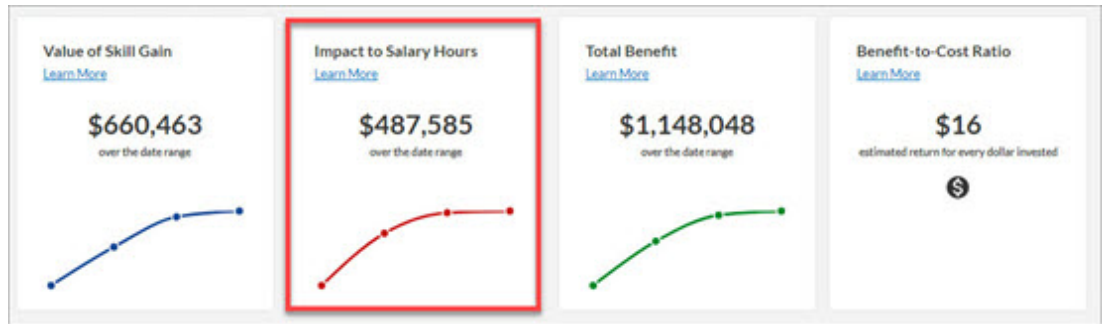 Value of Skill Gain
Learn More
$660,463
over the date range
Impact to Salary Hours
Learn More
$487,585
over the date range
Total Benefit
Learn More
$1,148,048
over the date range
Benefit-to-Cost Ratio
Learn More
$16
estimated return for every dollar invested
$